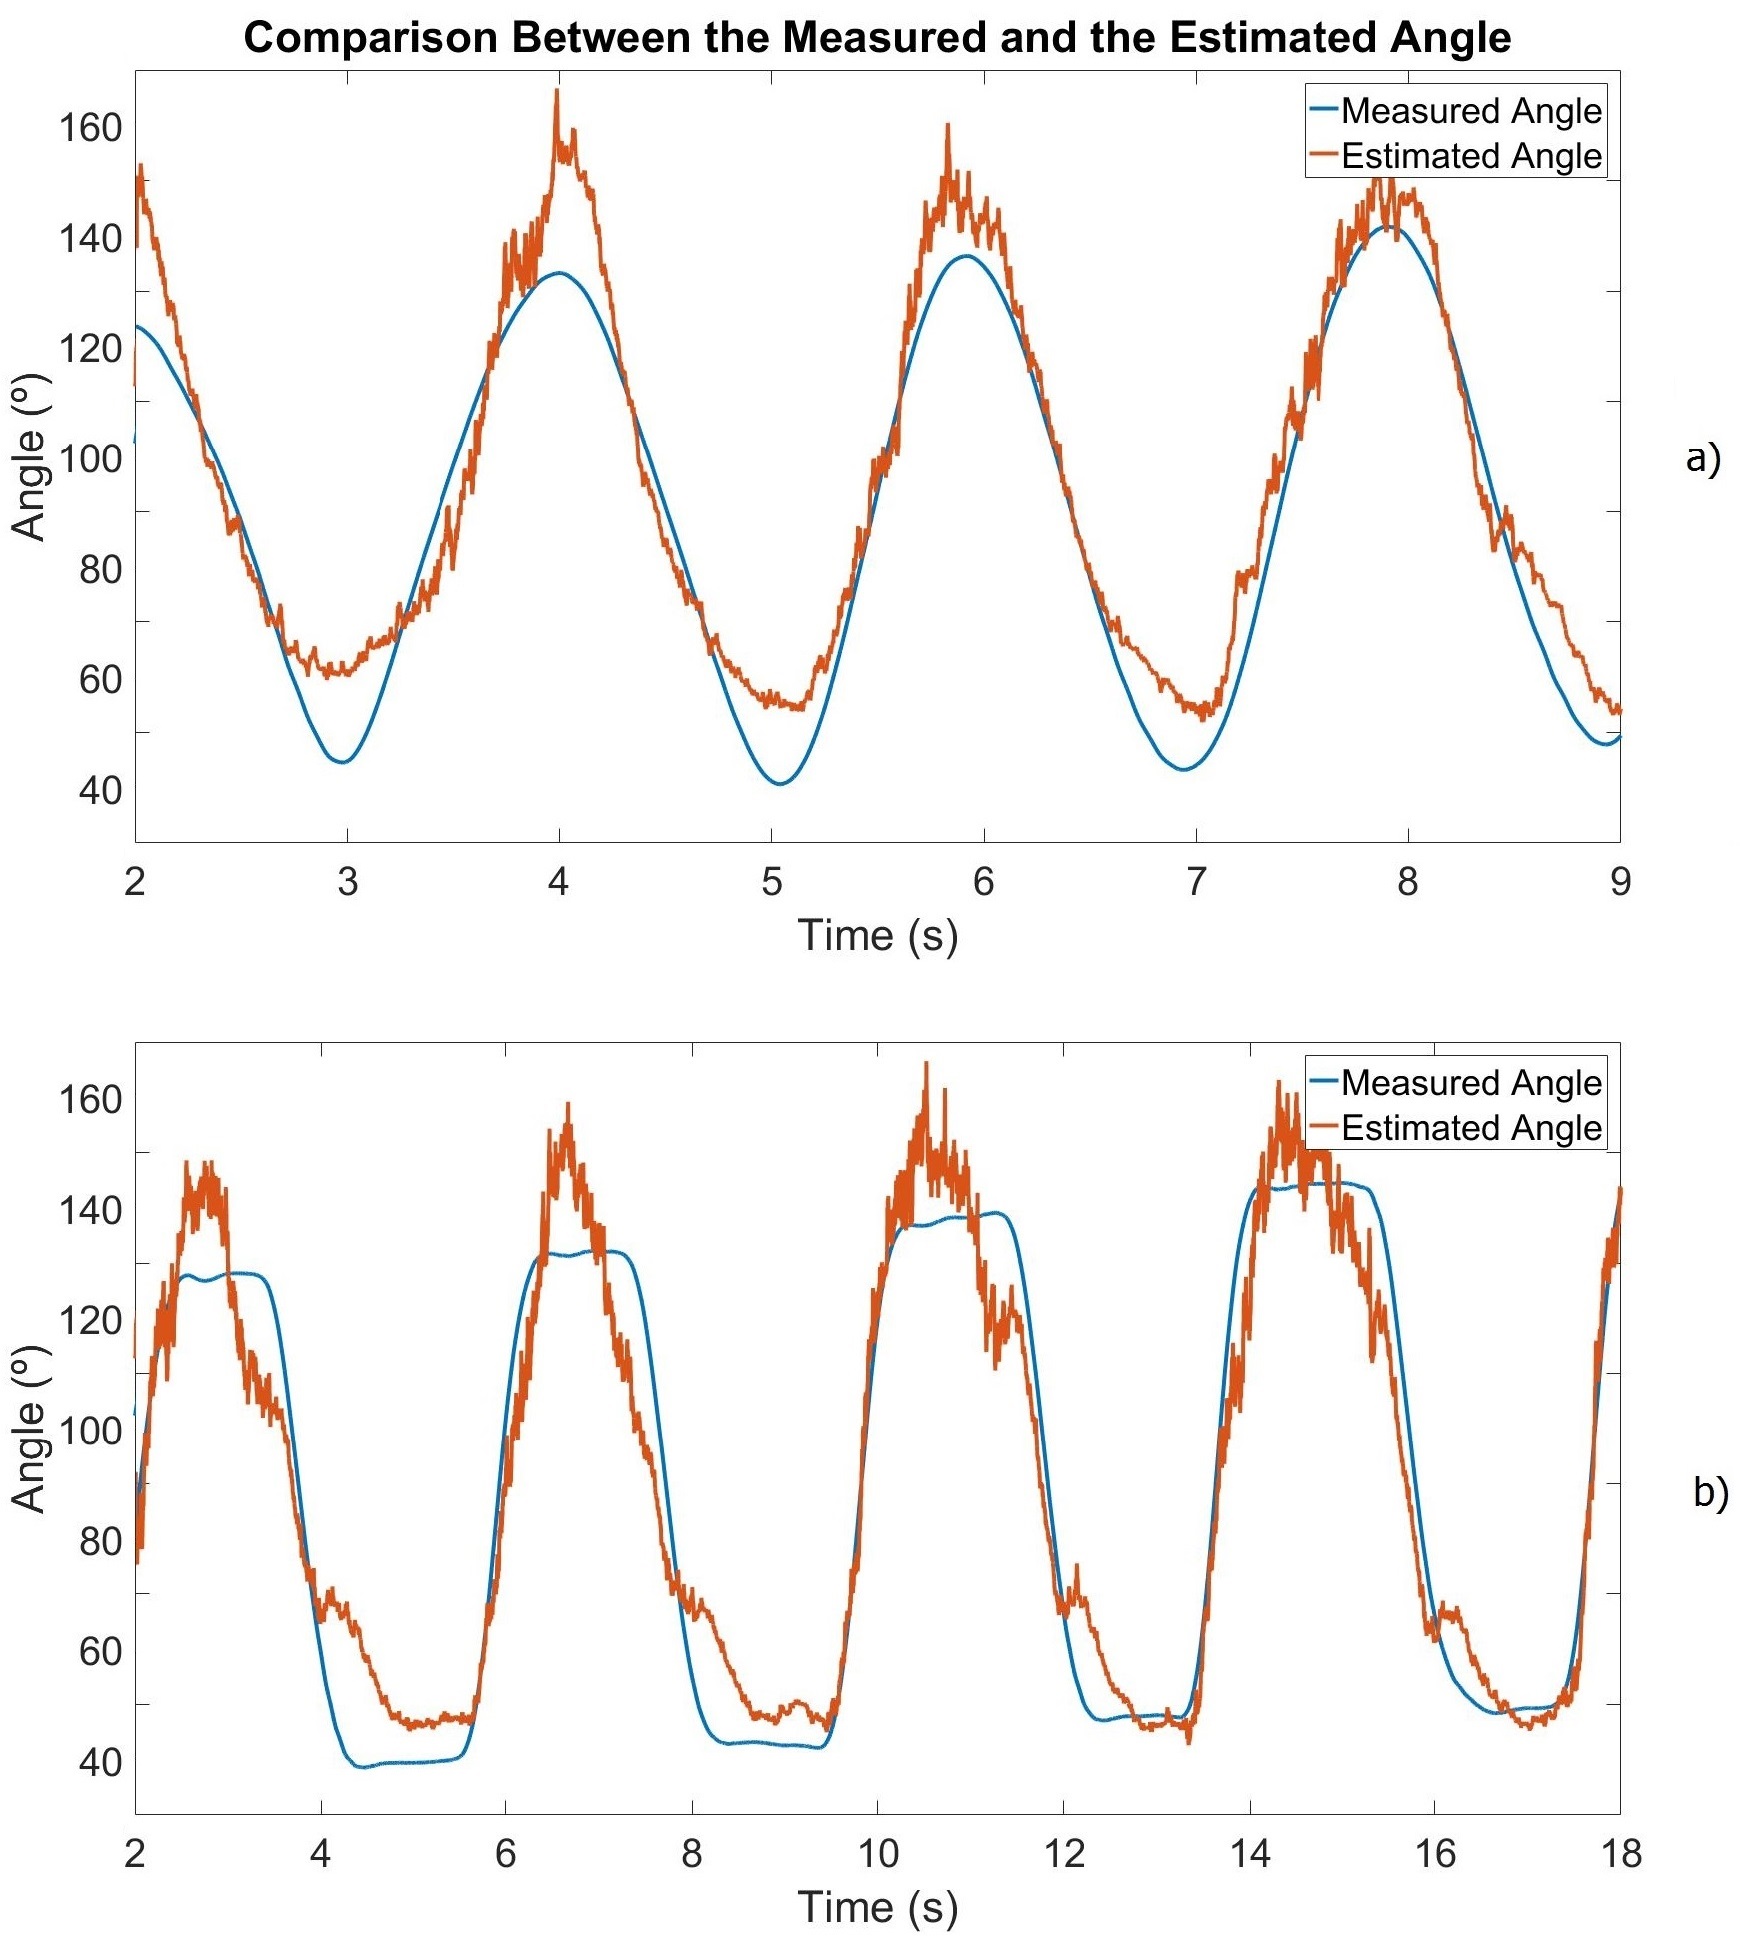 Comparison Between the Measured and the Estimated Angle
Measured Angle
Estimated Angle
160
140
120
100
80
60
40
Angle (º)
a)
2 3 4 5 6 7 8 9
Time (s)
Measured Angle
Estimated Angle
160
140
120
100
80
60
40
Angle (º)
b)
2 4 6 8 10 12 14 16 18
Time (s)